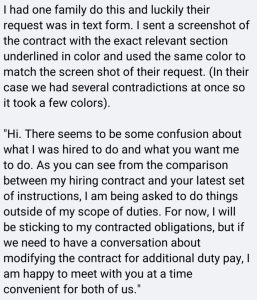 I had one family do this and luckily their
request was in text form. I sent a screenshot of
the contract with the exact relevant section
underlined in color and used the same color to
match the screen shot of their request. (In their
case we had several contradictions at once so
it took a few colors).

"Hi. There seems to be some confusion about
what I was hired to do and what you want me
to do. As you can see from the comparison
between my hiring contract and your latest set
of instructions, I am being asked to do things
outside of my scope of duties. For now, I will
be sticking to my contracted obligations, but if
we need to have a conversation about
modifying the contract for additional duty pay, I
am happy to meet with you at a time
convenient for both of us."